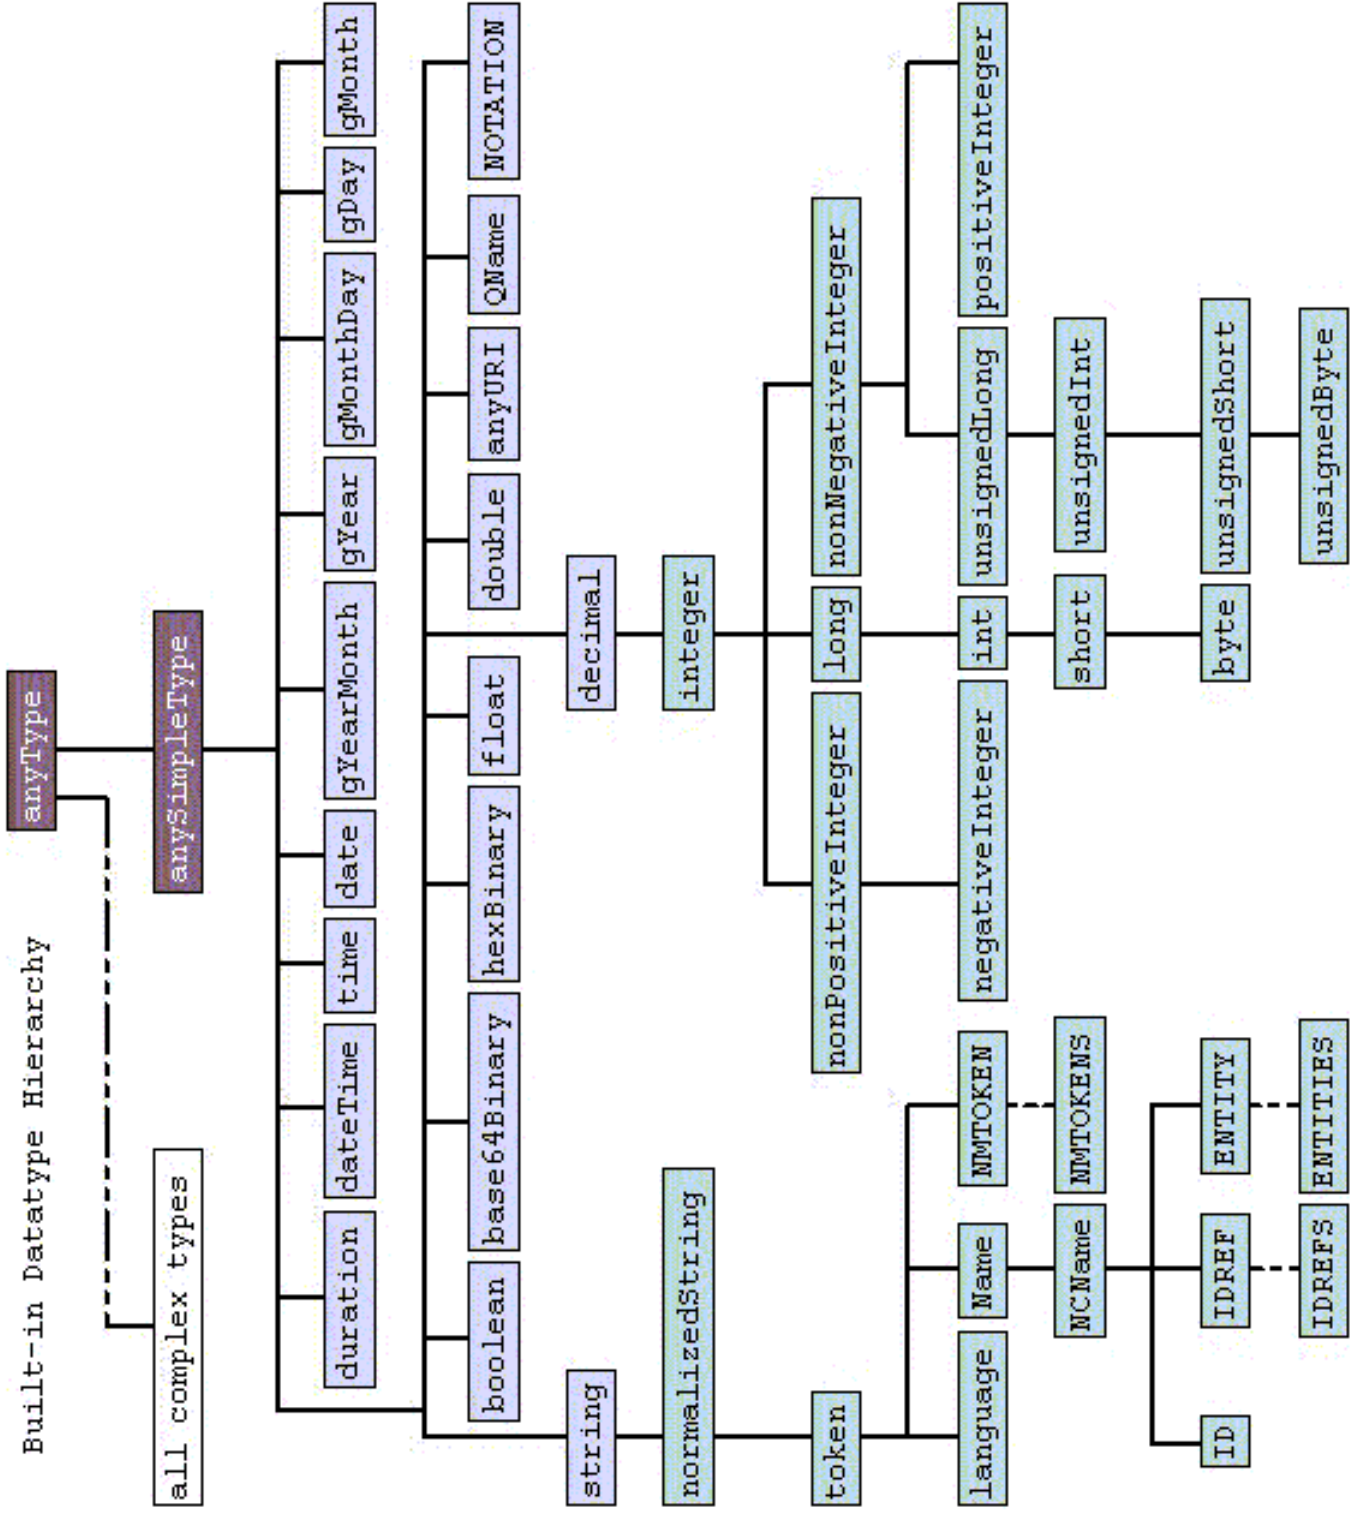 Built-in Datatype Hierarchy
anyType
all complex types
anySimpleType
duration
dateTime
time
date
gYearMonth
gYear
gMonthDay
gDay
gMonth
boolean
base64Binary
hexBinary
float
double
anyURI
QName
NOTATION
string
decimal
normalizedString
integer
token
nonPositiveInteger
long
nonNegativeInteger
language
Name
NMTOKEN
negativeInteger
int
unsignedLong
positiveInteger
NCName
NMTOKENS
short
unsignedInt
ID
IDREF
ENTITY
byte
unsignedShort
IDREFS
ENTITIES
unsignedByte